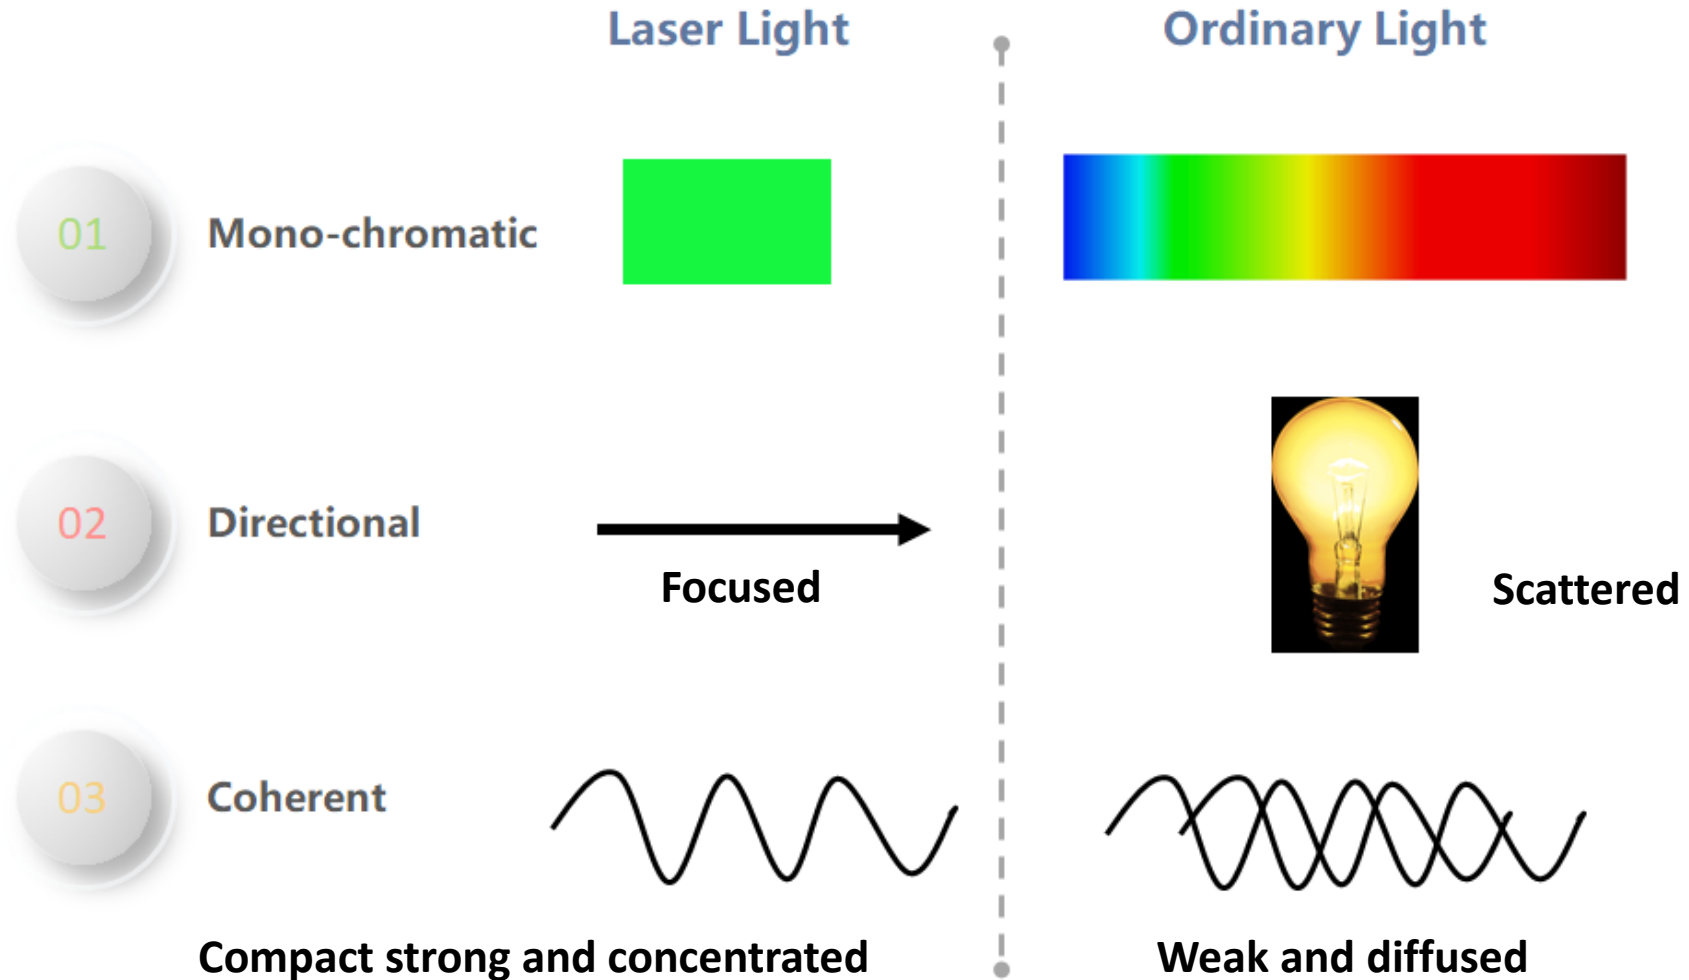 Laser Light
Ordinary Light
01
Mono-chromatic
02
Directional
Focused
Scattered
03
Coherent
Compact strong and concentrated
Weak and diffused